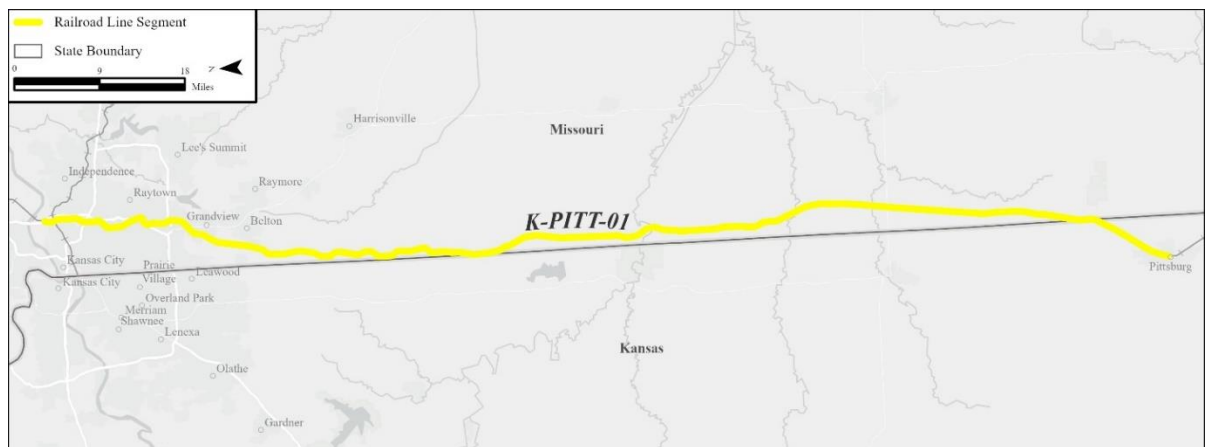 Railroad Line Segment
State Boundary
0 9 18
Miles
N
Harrisonville
Missouri
Lee's Summit
Independence
Raymore
Raytown
Grandview
Belton
K-PITT-01
Kansas City
Prairie
Village
Leawood
Pittsburg
Kansas City
Overland Park
Merriam
Shawnee
Lenexa
Kansas
Olathe
Gardner